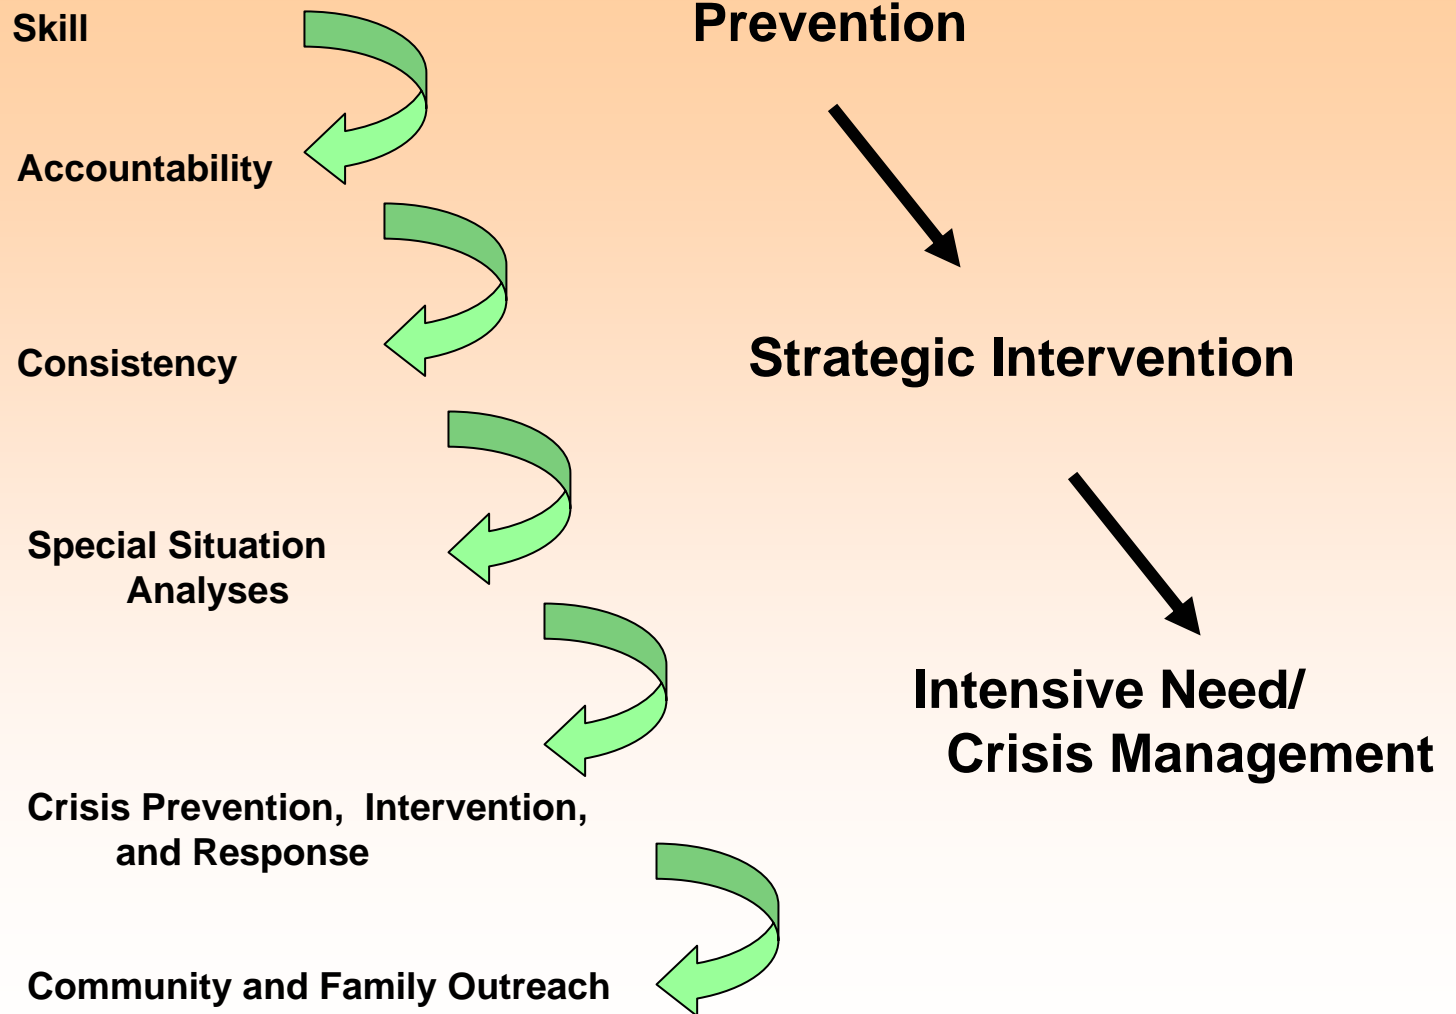 Skill
Prevention
Accountability
Consistency
Strategic Intervention
Special Situation
Analyses
Intensive Need/
Crisis Management
Crisis Prevention, Intervention,
and Response
Community and Family Outreach